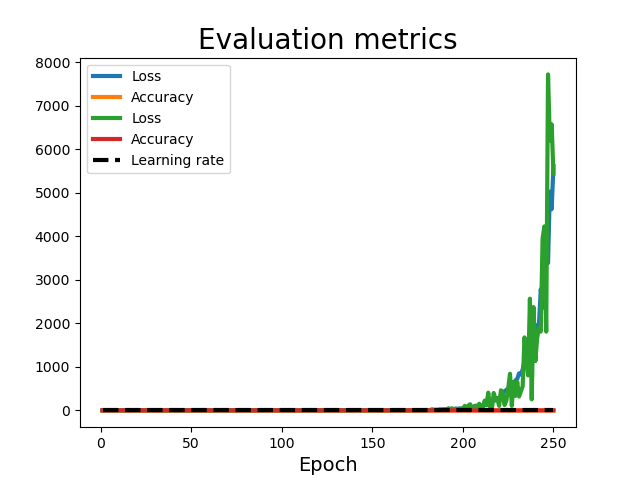 Evaluation metrics
8000
7000
6000
5000
4000
3000
2000
1000
0
Loss
Accuracy
Loss
Accuracy
Learning rate
0 50 100 150 200 250
Epoch